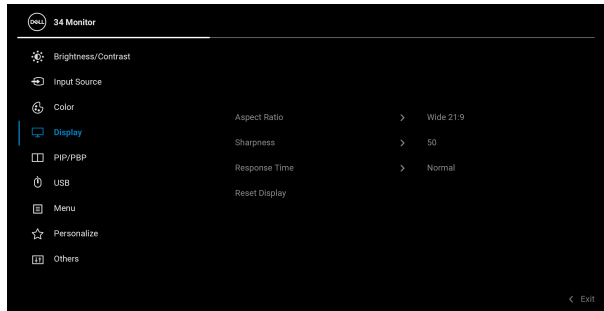 DELL 34 Monitor
Brightness/Contrast
Input Source
Color
Display
PIP/PBP
USB
Menu
Personalize
Others
Aspect Ratio > Wide 21:9
Sharpness > 50
Response Time > Normal
Reset Display
< Exit